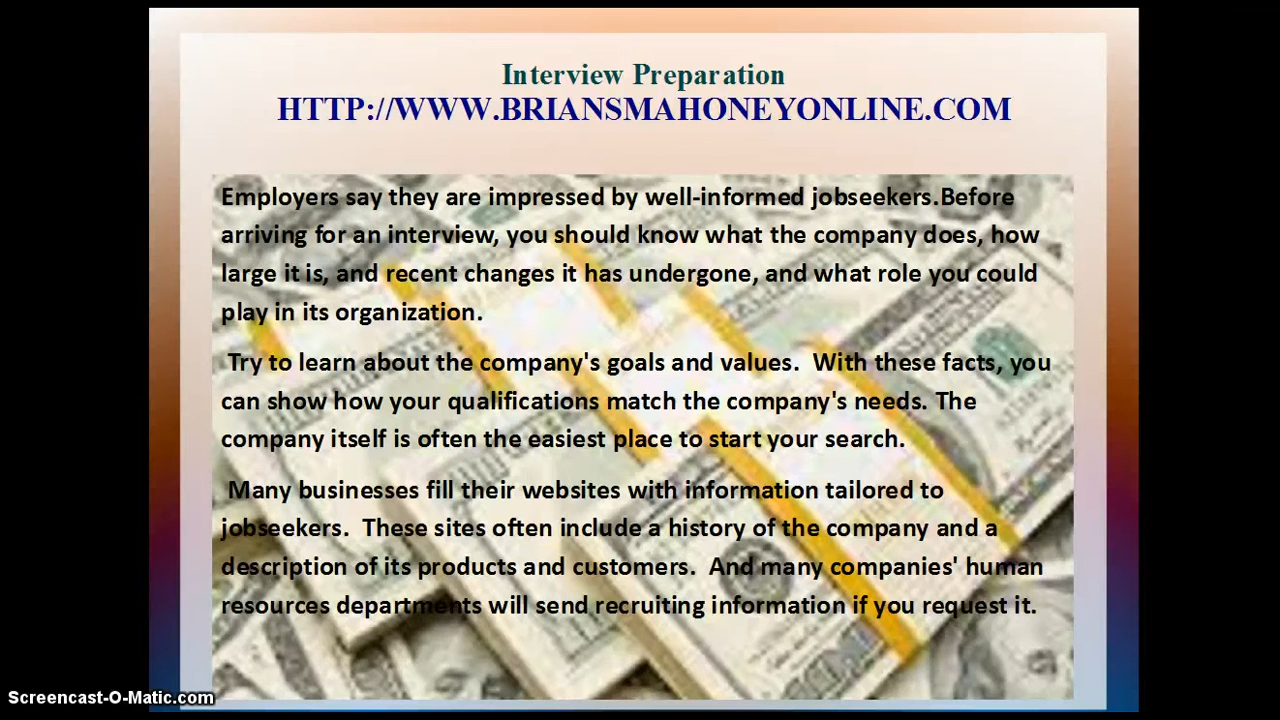 Interview Preparation
HTTP://WWW.BRIANSMAHONEYONLINE.COM
Employers say they are impressed by well-informed jobseekers.Before
arriving for an interview, you should know what the company does, how
large it is, and recent changes it has undergone, and what role you could
play in its organization.
Try to learn about the company's goals and values.  With these facts, you
can show how your qualifications match the company's needs. The
company itself is often the easiest place to start your search.
Many businesses fill their websites with information tailored to
jobseekers.  These sites often include a history of the company and a
description of its products and customers.  And many companies' human
resources departments will send recruiting information if you request it.
Screencast-O-Matic.com